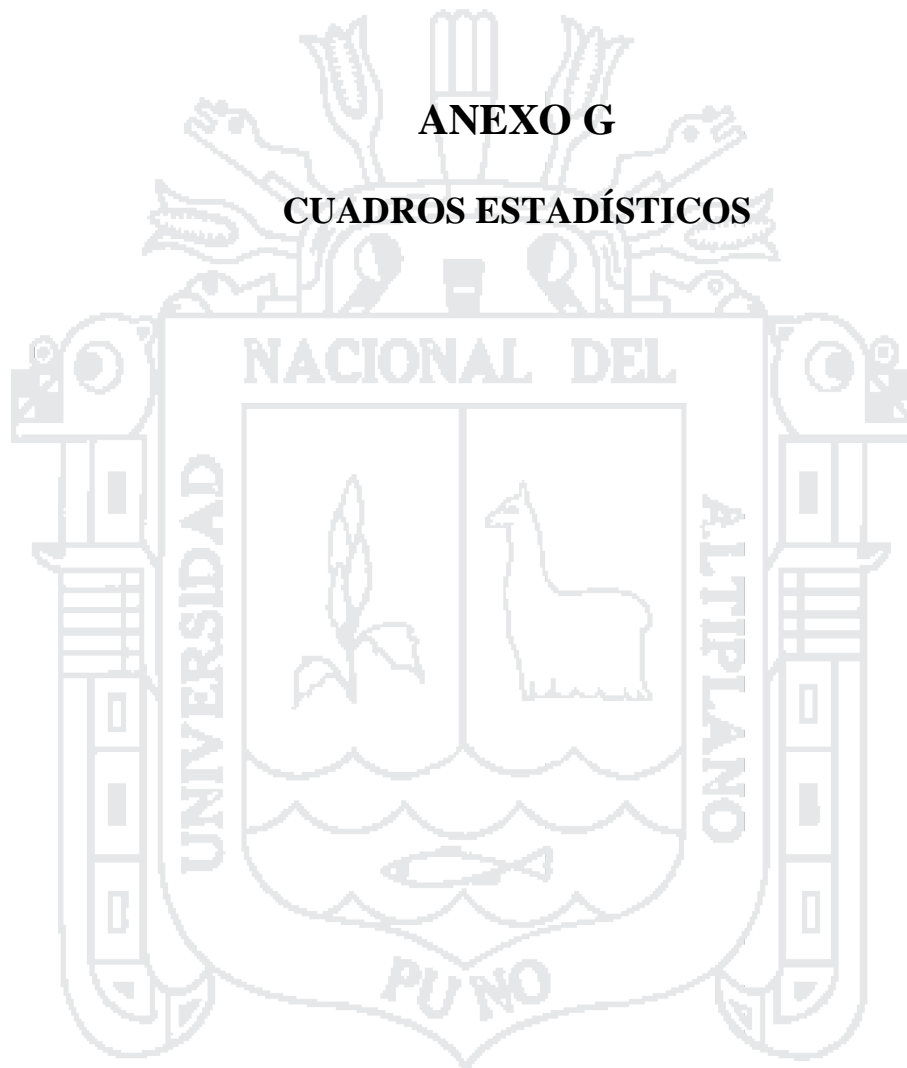 ANEXO G
CUADROS ESTADÍSTICOS
NACIONAL DEL
UNIVERSIDAD
ALTIPLANO
PUNO